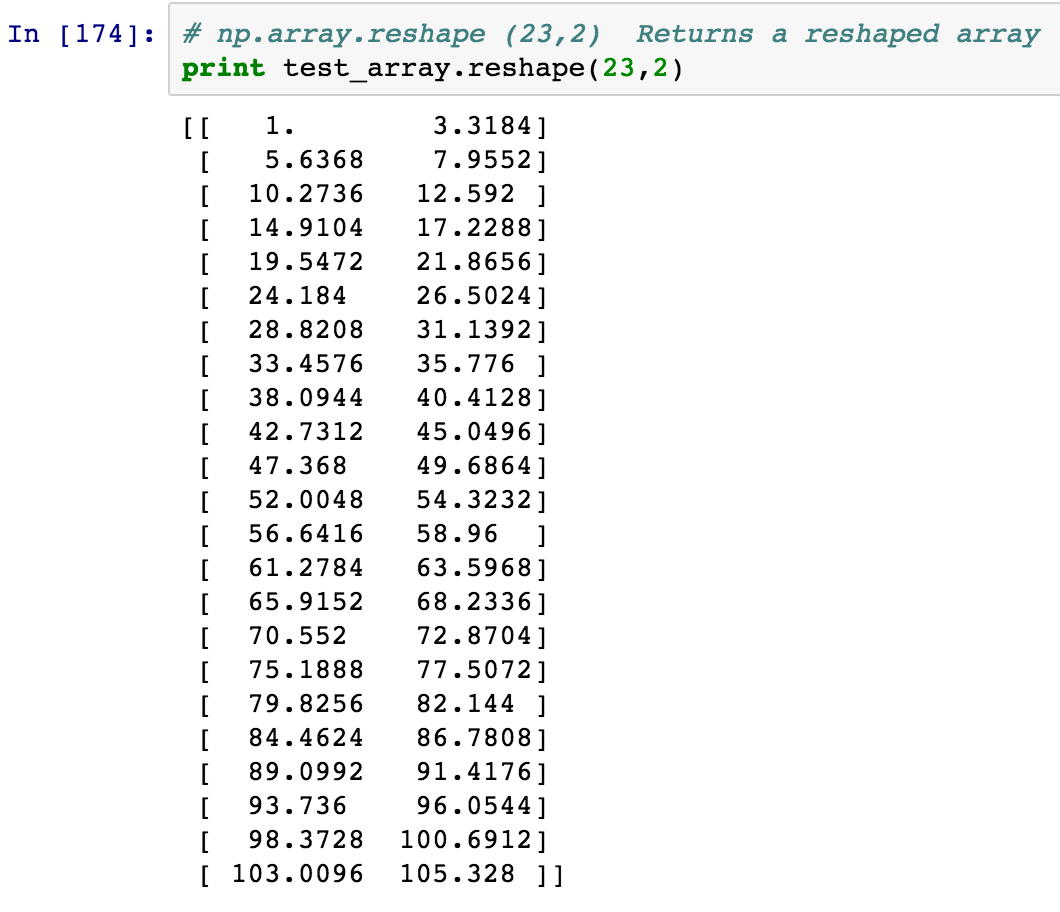 In [174]: # np.array.reshape (23,2)  Returns a reshaped array
print test_array.reshape(23,2)
[[   1.        3.3184]
 [   5.6368    7.9552]
 [  10.2736   12.592 ]
 [  14.9104   17.2288]
 [  19.5472   21.8656]
 [  24.184    26.5024]
 [  28.8208   31.1392]
 [  33.4576   35.776 ]
 [  38.0944   40.4128]
 [  42.7312   45.0496]
 [  47.368    49.6864]
 [  52.0048   54.3232]
 [  56.6416   58.96  ]
 [  61.2784   63.5968]
 [  65.9152   68.2336]
 [  70.552    72.8704]
 [  75.1888   77.5072]
 [  79.8256   82.144 ]
 [  84.4624   86.7808]
 [  89.0992   91.4176]
 [  93.736    96.0544]
 [  98.3728  100.6912]
 [ 103.0096  105.328 ]]